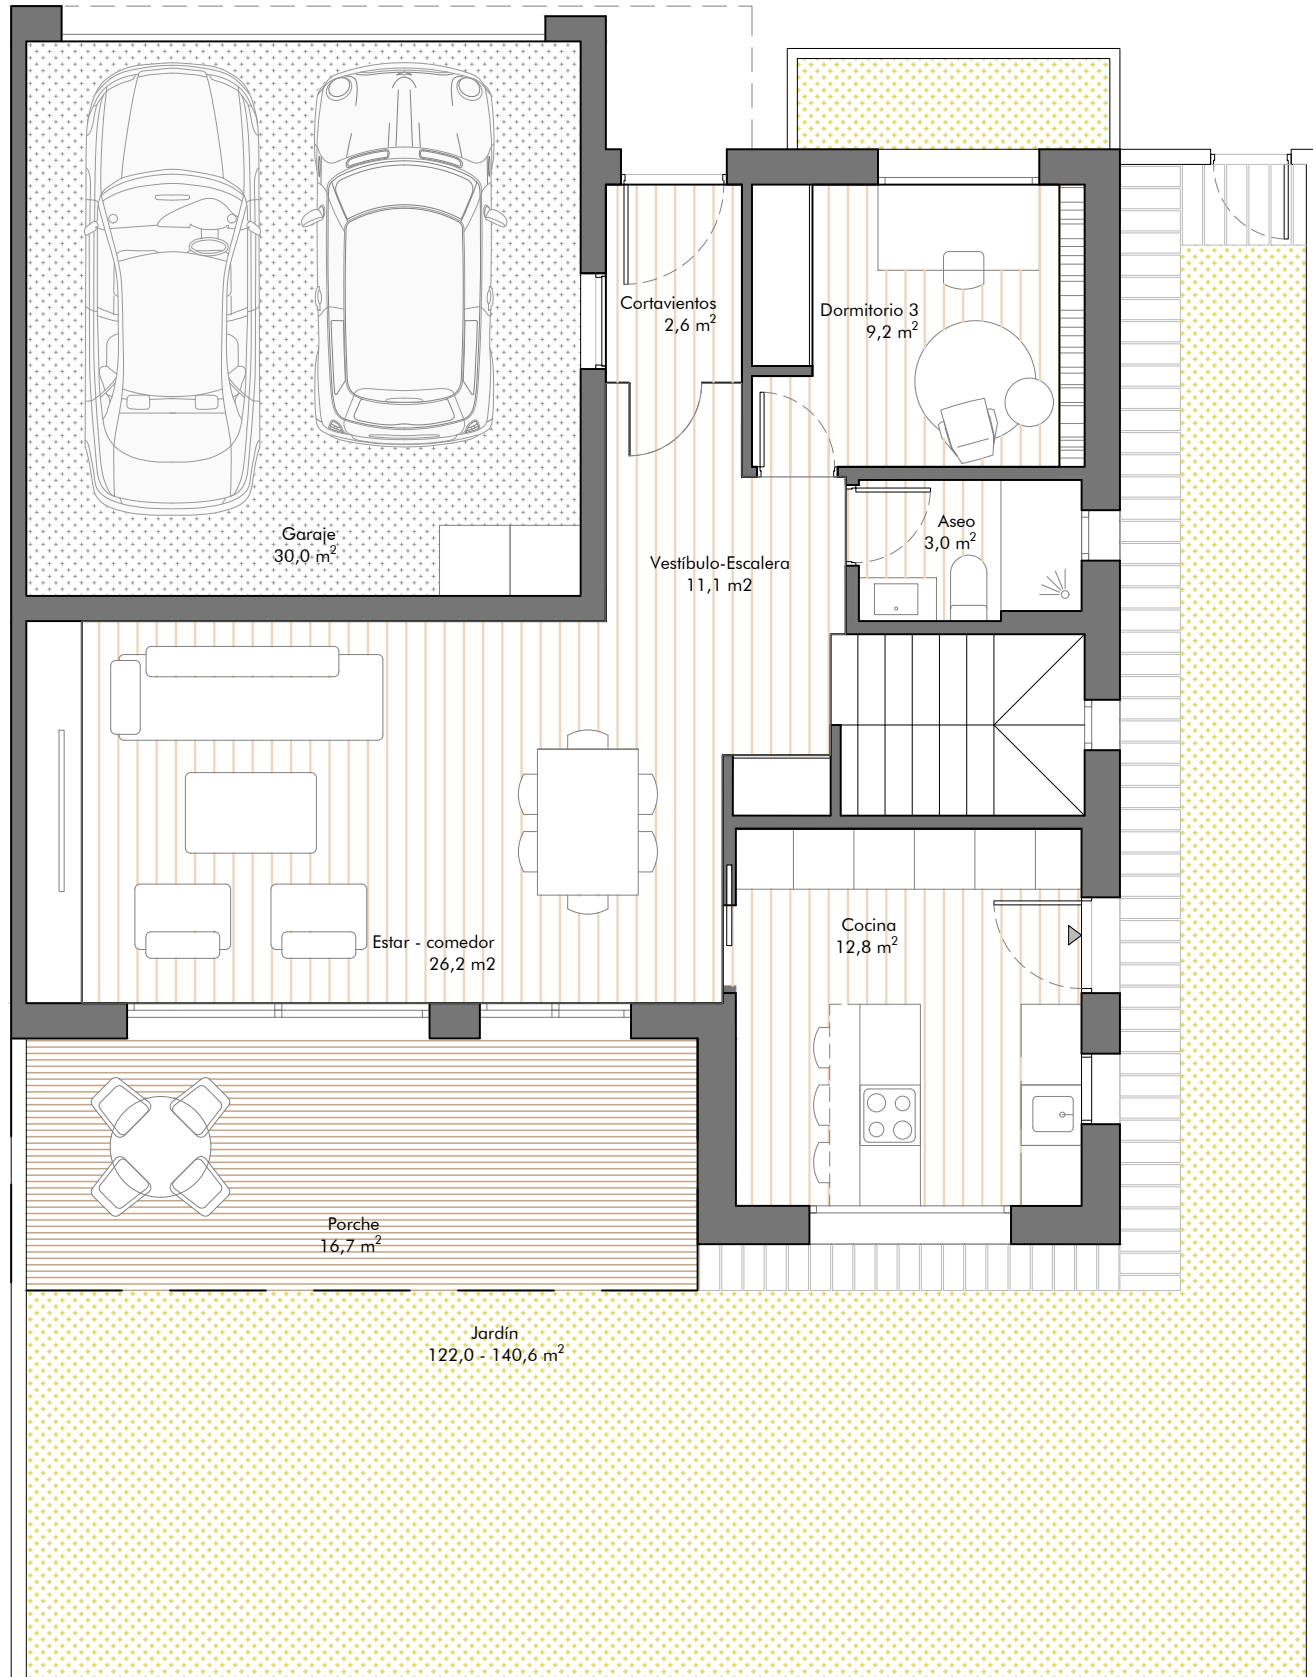 Cortavientos
2,6 m²
Dormitorio 3
9,2 m²
Garaje
30,0 m²
Aseo
3,0 m²
Vestíbulo-Escalera
11,1 m2
Estar - comedor
26,2 m2
Cocina
12,8 m²
Porche
16,7 m²
Jardín
122,0 - 140,6 m²